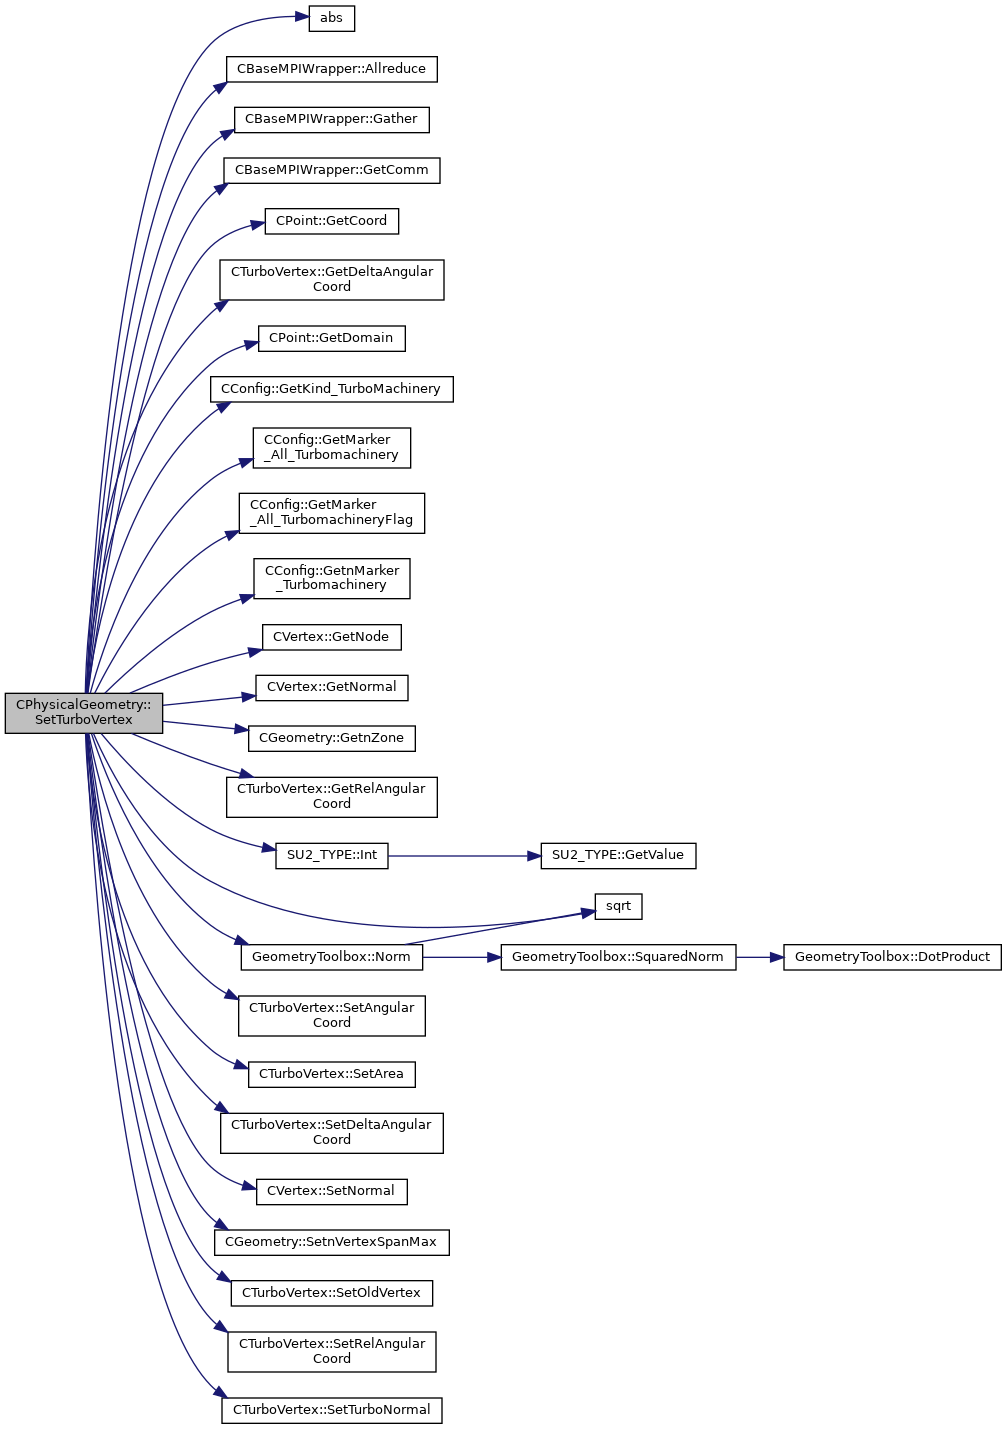 abs
CBaseMPIWrapper::Allreduce
CBaseMPIWrapper::Gather
CBaseMPIWrapper::GetComm
CPoint::GetCoord
CTurboVertex::GetDeltaAngular
Coord
CPoint::GetDomain
CConfig::GetKind_TurboMachinery
CConfig::GetMarker
_All_Turbomachinery
CConfig::GetMarker
_All_TurbomachineryFlag
CConfig::GetnMarker
_Turbomachinery
CVertex::GetNode
CVertex::GetNormal
CPhysicalGeometry::
SetTurboVertex
CGeometry::GetnZone
CTurboVertex::GetRelAngular
Coord
SU2_TYPE::Int
SU2_TYPE::GetValue
sqrt
GeometryToolbox::Norm
GeometryToolbox::SquaredNorm
GeometryToolbox::DotProduct
CTurboVertex::SetAngular
Coord
CTurboVertex::SetArea
CTurboVertex::SetDeltaAngular
Coord
CVertex::SetNormal
CGeometry::SetnVertexSpanMax
CTurboVertex::SetOldVertex
CTurboVertex::SetRelAngular
Coord
CTurboVertex::SetTurboNormal